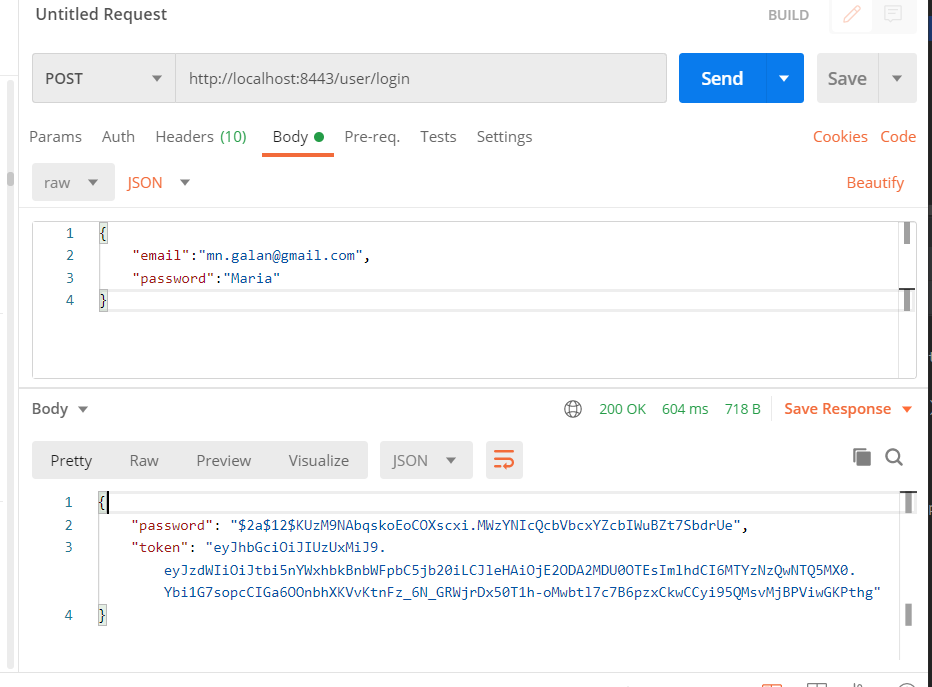 Untitled Request
BUILD
POST
http://localhost:8443/user/login
Send
Save
Params Auth Headers (10) Body Pre-req. Tests Settings
Cookies Code
raw JSON
Beautify
1 {
2 "email":"mn.galan@gmail.com",
3 "password":"Maria"
4 }
Body
200 OK 604 ms 718 B Save Response
Pretty Raw Preview Visualize JSON
1 {
2 "password": "$2a$12$KUzM9NAbqskoEoCOXscxi.MWzYNIcQcbVbcxYZcbIWuBZt7SbdrUe",
3 "token": "eyJhbGciOiJIUzUxMiJ9.
eyJzdWIiOiJtbi5nYWxhbkBnbWFpbC5jb20iLCJleHAiOjE2ODA2MDU0OTEsImlhdCI6MTYzNzQwNTQ5MX0.
Ybi1G7sopcCIGa6OOnbhXKVvKtnFz_6N_GRWjrDx50T1h-oMwbtl7c7B6pzxCkwCCyi95QMsvMjBPViwGKPthg"
4 }